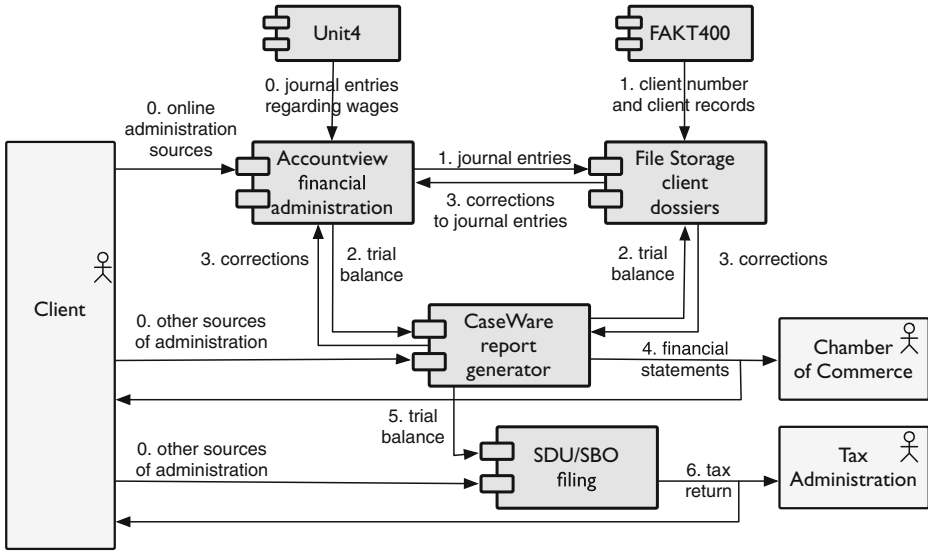 Unit4
FAKT400
0. journal entries
regarding wages
1. client number
and client records
0. online
administration
sources
Accountview
financial
administration
1. journal entries
3. corrections
to journal entries
File Storage
client
dossiers
3. corrections
2. trial
balance
2. trial
balance
3. corrections
Client
0. other sources
of administration
CaseWare
report
generator
4. financial
statements
Chamber
of Commerce
5. trial
balance
0. other sources
of administration
SDU/SBO
filing
6. tax
return
Tax
Administration